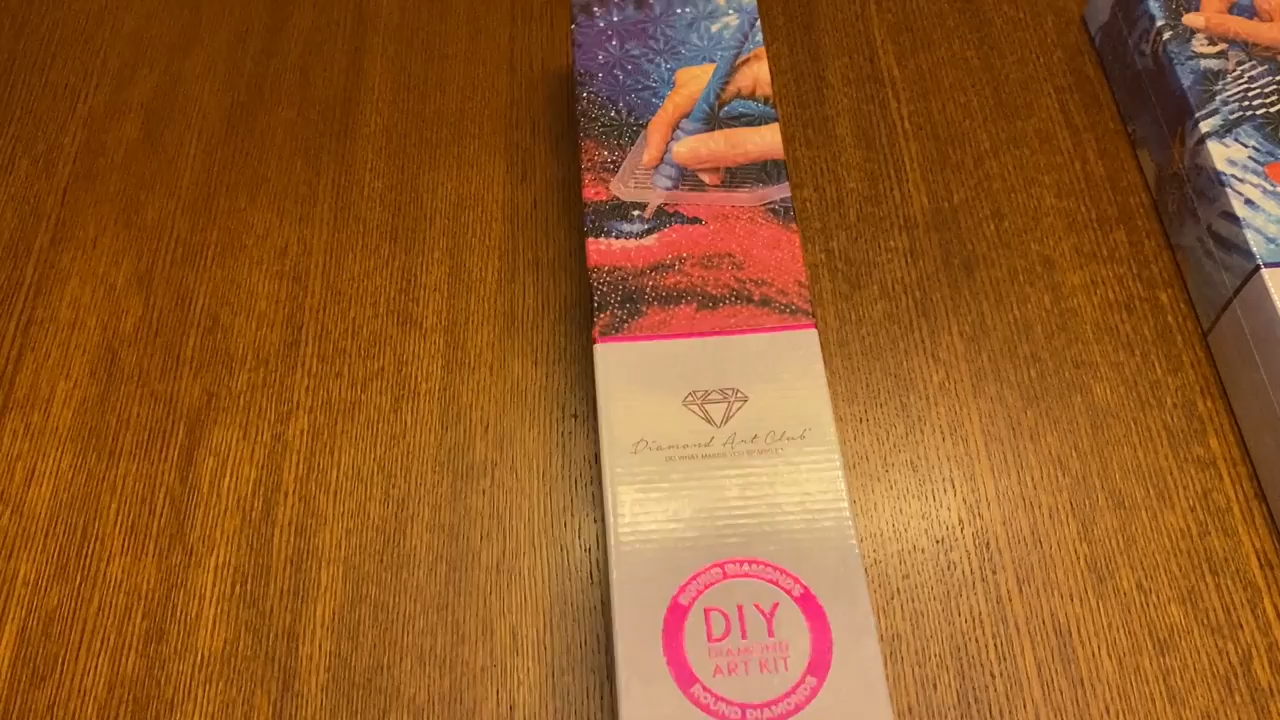 Diamond Art Club
DO WHAT MAKES YOU SPARKLE
ROUND DIAMONDS
DIY
DIAMOND
ART KIT
ROUND DIAMONDS